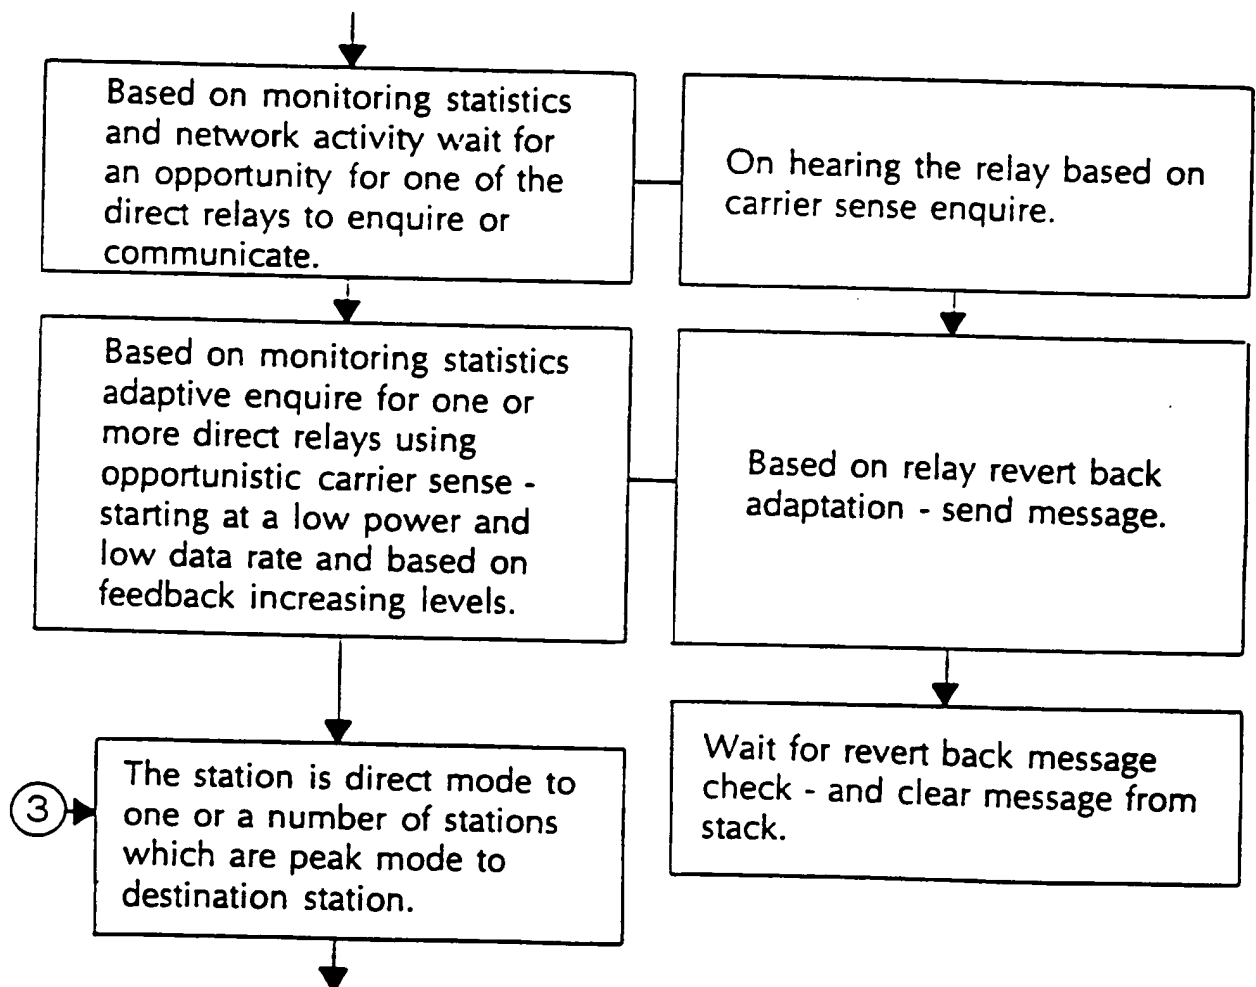 Based on monitoring statistics
and network activity wait for
an opportunity for one of the
direct relays to enquire or
communicate.
On hearing the relay based on
carrier sense enquire.
Based on monitoring statistics
adaptive enquire for one or
more direct relays using
opportunistic carrier sense -
starting at a low power and
low data rate and based on
feedback increasing levels.
Based on relay revert back
adaptation - send message.
3
The station is direct mode to
one or a number of stations
which are peak mode to
destination station.
Wait for revert back message
check - and clear message from
stack.